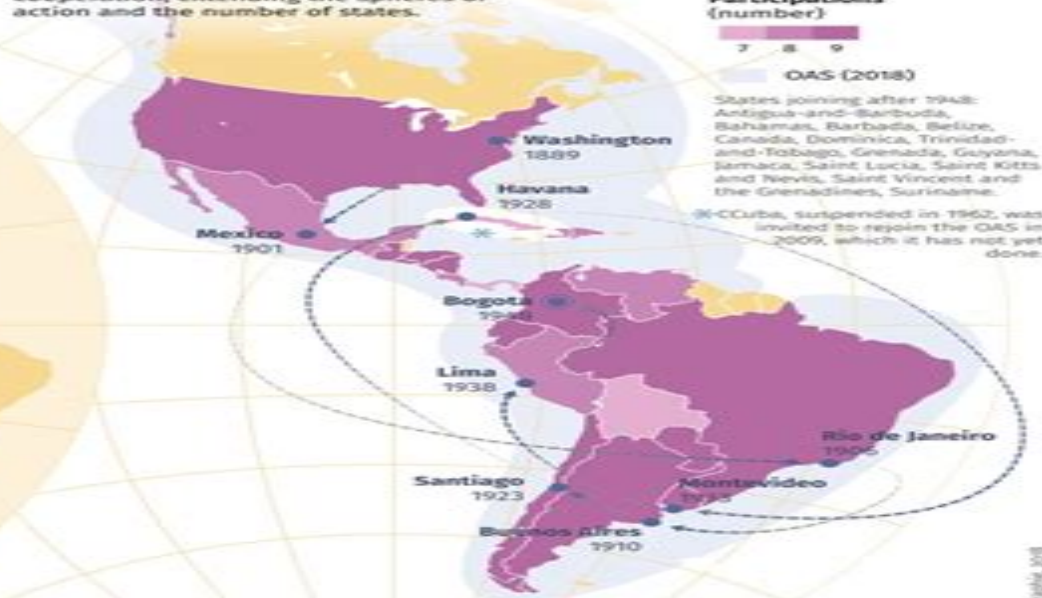 action and the number of states.
(number)
7 8 9
OAS (2018)
States joining after 1948:
Antigua-and-Barbuda,
Bahamas, Barbada, Belize,
Canada, Dominica, Trinidad-
and-Tobago, Grenada, Guyana,
Jamaca, Saint Lucia, Saint Kitts
and Nevis, Saint Vincent and
the Grenadines, Suriname.
CCuba, suspended in 1962, was
invited to rejoin the OAS in
2009, which it has not yet
done.
Washington
1889
Havana
1928
Mexico
1901
Bogota
Lima
1938
Rio de Janeiro
1906
Santiago
1923
Montevideo
Buenos Aires
1910